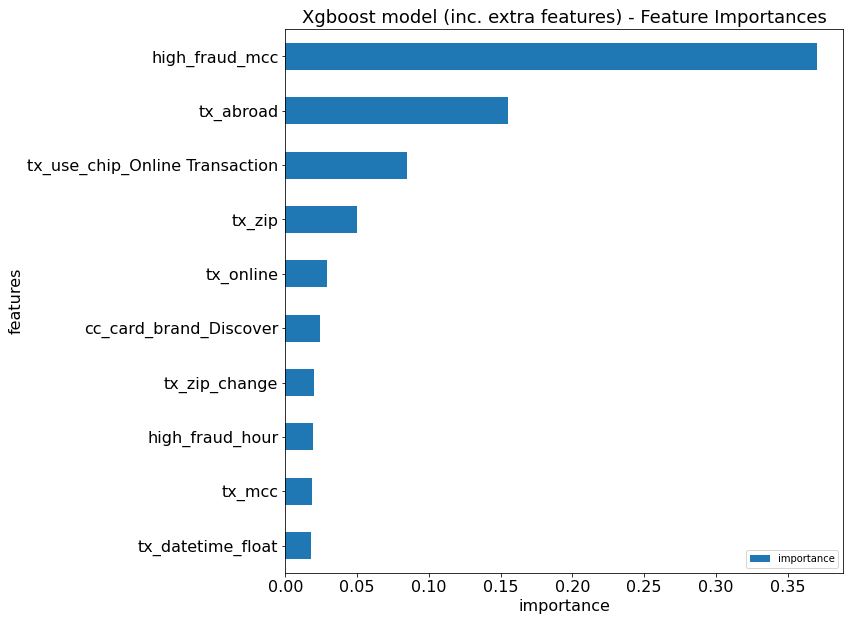 Xgboost model (inc. extra features) - Feature Importances
high_fraud_mcc
tx_abroad
tx_use_chip_Online Transaction
tx_zip
tx_online
cc_card_brand_Discover
tx_zip_change
high_fraud_hour
tx_mcc
tx_datetime_float
features
importance
0.00 0.05 0.10 0.15 0.20 0.25 0.30 0.35
importance